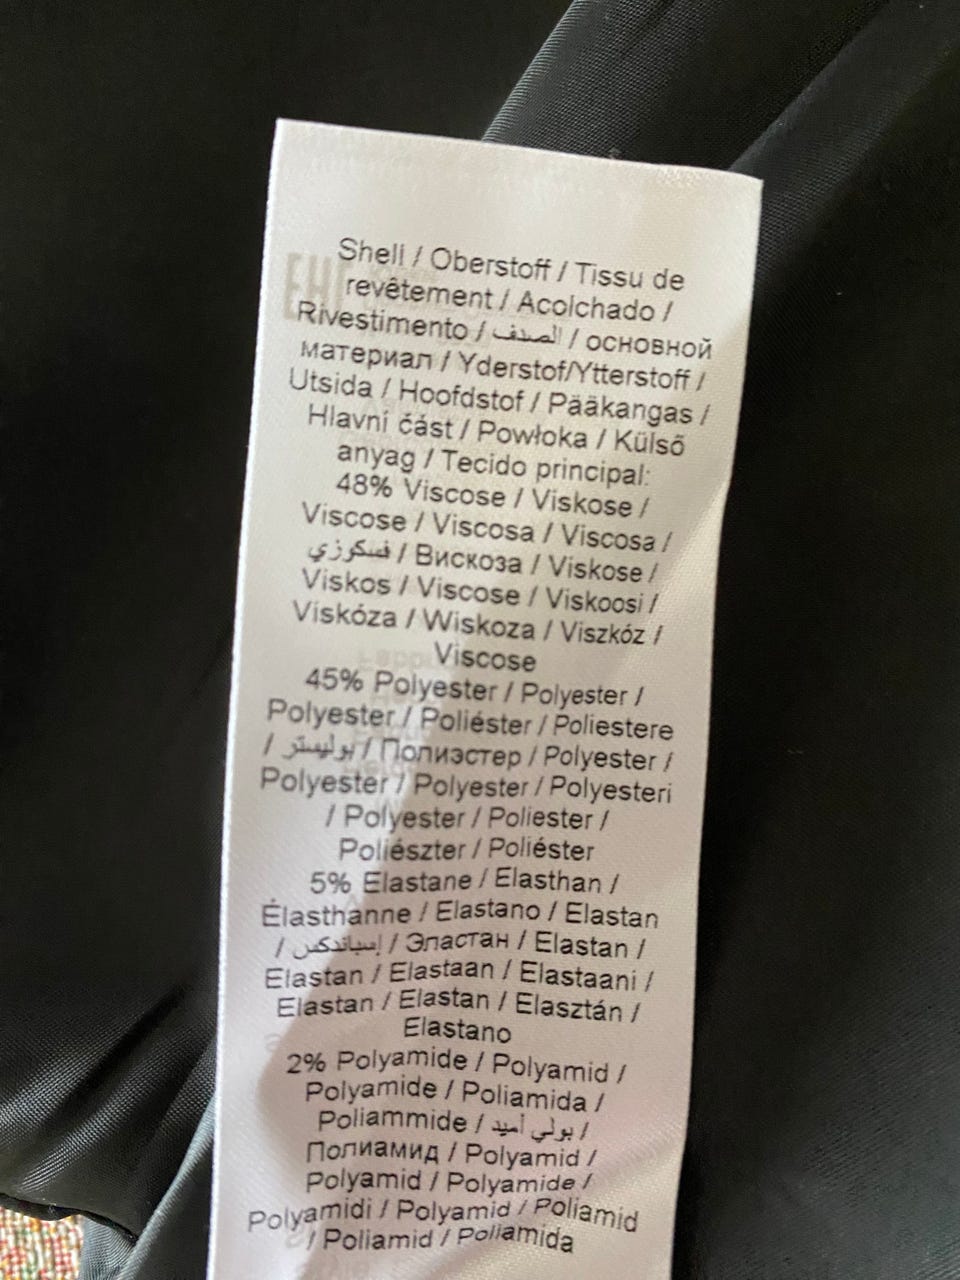 Shell / Oberstoff / Tissu de
revêtement / Acolchado /
Rivestimento / الصدف / основной
материал / Yderstof/Ytterstoff /
Utsida / Hoofdstof / Pääkangas /
Hlavní část / Powłoka / Külső
anyag / Tecido principal:
48% Viscose / Viskose /
Viscose / Viscosa / Viscosa /
فسكوزي / Вискоза / Viskose /
Viskos / Viscose / Viskoosi /
Viskóza / Wiskoza / Viszkóz /
Viscose
45% Polyester / Polyester /
Polyester / Poliéster / Poliestere
/ بوليستر / Полиэстер / Polyester /
Polyester / Polyester / Polyesteri
/ Polyester / Poliester /
Poliészter / Poliéster
5% Elastane / Elasthan /
Élasthanne / Elastano / Elastan
/ إسباندكس / Эластан / Elastan /
Elastan / Elastaan / Elastaani /
Elastan / Elastan / Elasztán /
Elastano
2% Polyamide / Polyamid /
Polyamide / Poliamida /
Poliammide / بولي أميد /
Полиамид / Polyamid /
Polyamid / Polyamide /
Polyamidi / Polyamid / Poliamid
/ Poliamid / Poliamida